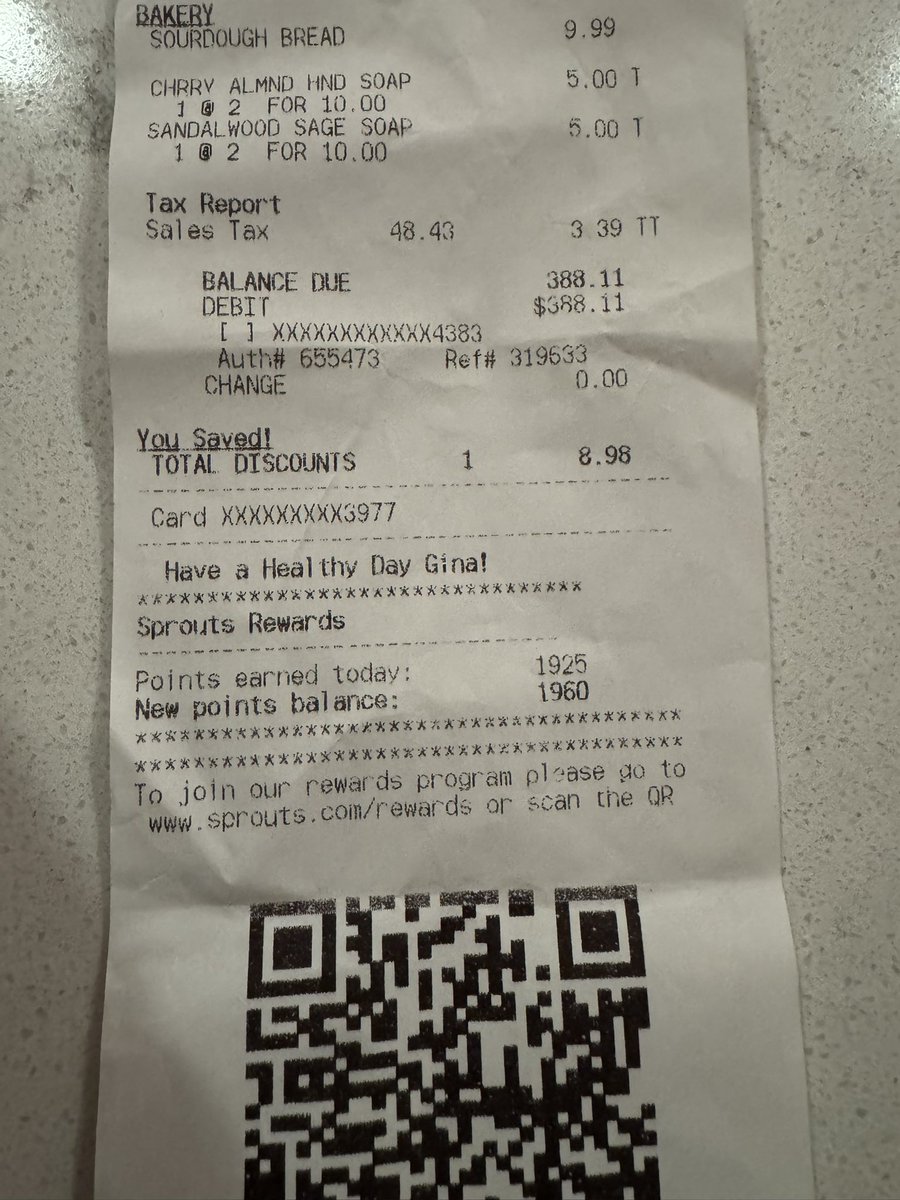 BAKERY
SOURDOUGH BREAD 9.99
CHRRY ALMND HND SOAP 5.00 T
1 @ 2 FOR 10.00
SANDALWOOD SAGE SOAP 5.00 T
1 @ 2 FOR 10.00
Tax Report
Sales Tax 48.43 3.39 TT
BALANCE DUE 388.11
DEBIT $388.11
[ ] XXXXXXXXXXXX4383
Auth# 655473 Ref# 319633
CHANGE 0.00
You Saved!
TOTAL DISCOUNTS 1 8.98
Card XXXXXXXXX3977
Have a Healthy Day Gina!
********************************
Sprouts Rewards
Points earned today: 1925
New points balance: 1960
****************************************
****************************************
To join our rewards program please go to
www.sprouts.com/rewards or scan the QR